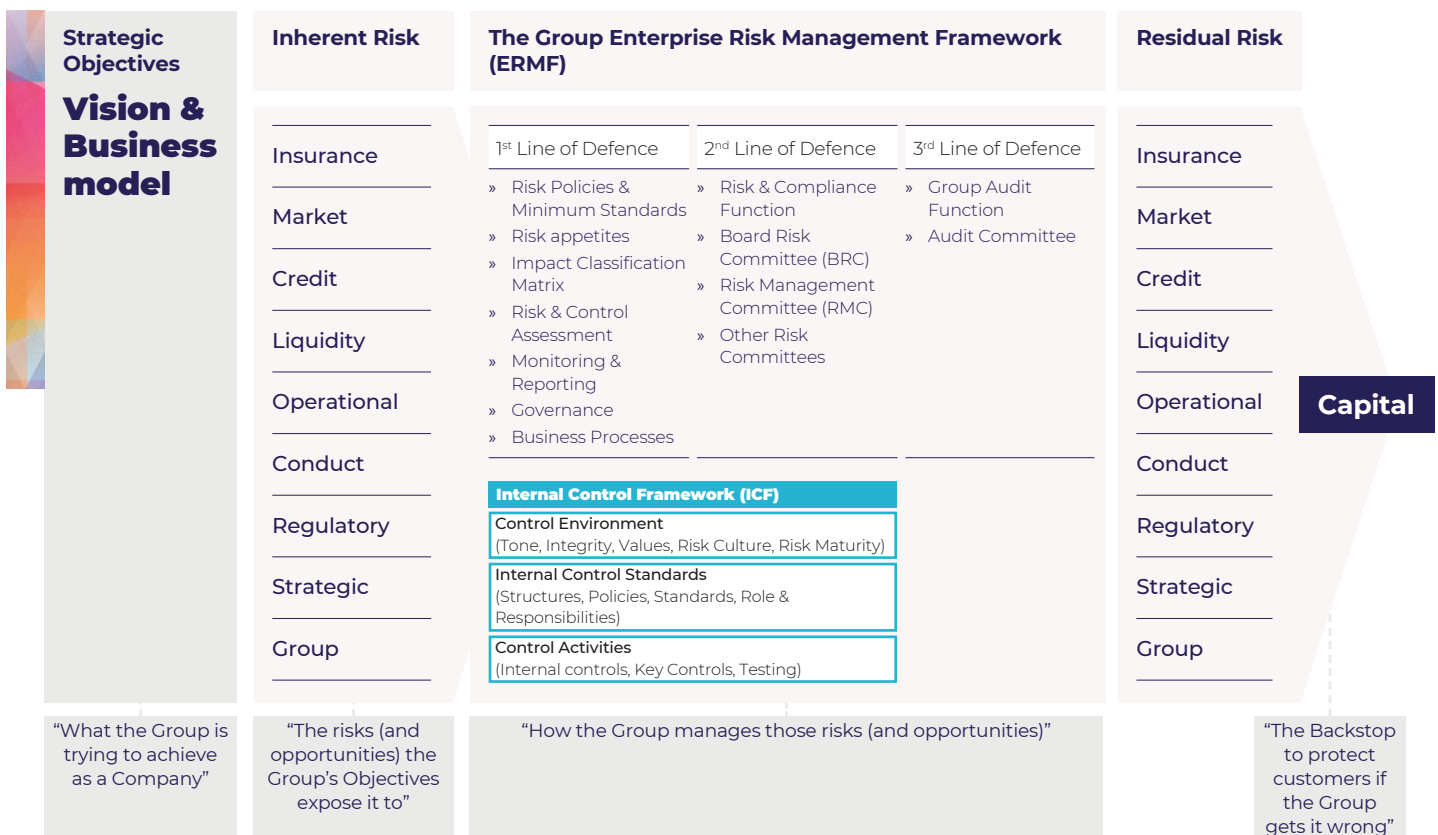 Strategic
Objectives
Vision &
Business
model
Inherent Risk
The Group Enterprise Risk Management Framework
(ERMF)
Residual Risk
Insurance
Market
Credit
Liquidity
Operational
Conduct
Regulatory
Strategic
Group
1st Line of Defence
» Risk Policies &
Minimum Standards
» Risk appetites
» Impact Classification
Matrix
» Risk & Control
Assessment
» Monitoring &
Reporting
» Governance
» Business Processes
2nd Line of Defence
» Risk & Compliance
Function
» Board Risk
Committee (BRC)
» Risk Management
Committee (RMC)
» Other Risk
Committees
3rd Line of Defence
» Group Audit
Function
» Audit Committee
Internal Control Framework (ICF)
Control Environment
(Tone, Integrity, Values, Risk Culture, Risk Maturity)
Internal Control Standards
(Structures, Policies, Standards, Role &
Responsibilities)
Control Activities
(Internal controls, Key Controls, Testing)
Insurance
Market
Credit
Liquidity
Operational
Conduct
Regulatory
Strategic
Group
Capital
“What the Group is
trying to achieve
as a Company”
“The risks (and
opportunities) the
Group’s Objectives
expose it to”
“How the Group manages those risks (and opportunities)”
“The Backstop
to protect
customers if
the Group
gets it wrong”